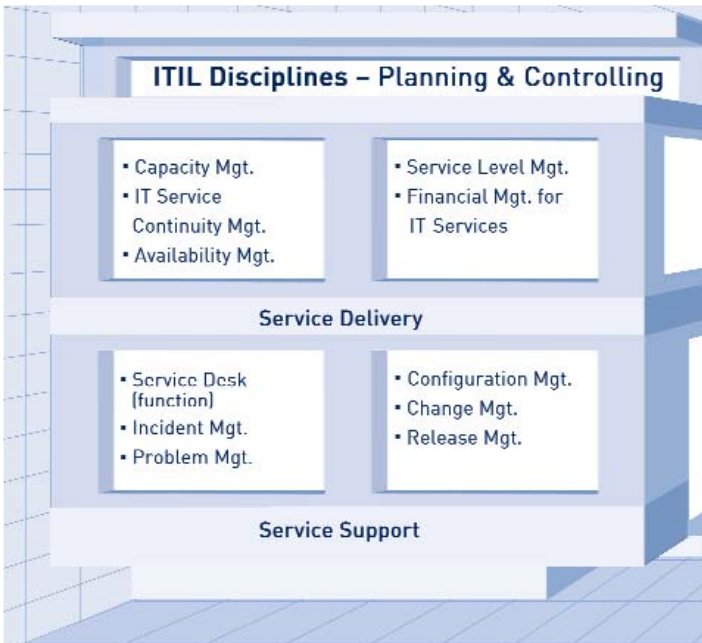 ITIL Disciplines – Planning & Controlling
▪ Capacity Mgt.
▪ IT Service
Continuity Mgt.
▪ Availability Mgt.
▪ Service Level Mgt.
▪ Financial Mgt. for
IT Services
Service Delivery
▪ Service Desk
(function)
▪ Incident Mgt.
▪ Problem Mgt.
▪ Configuration Mgt.
▪ Change Mgt.
▪ Release Mgt.
Service Support